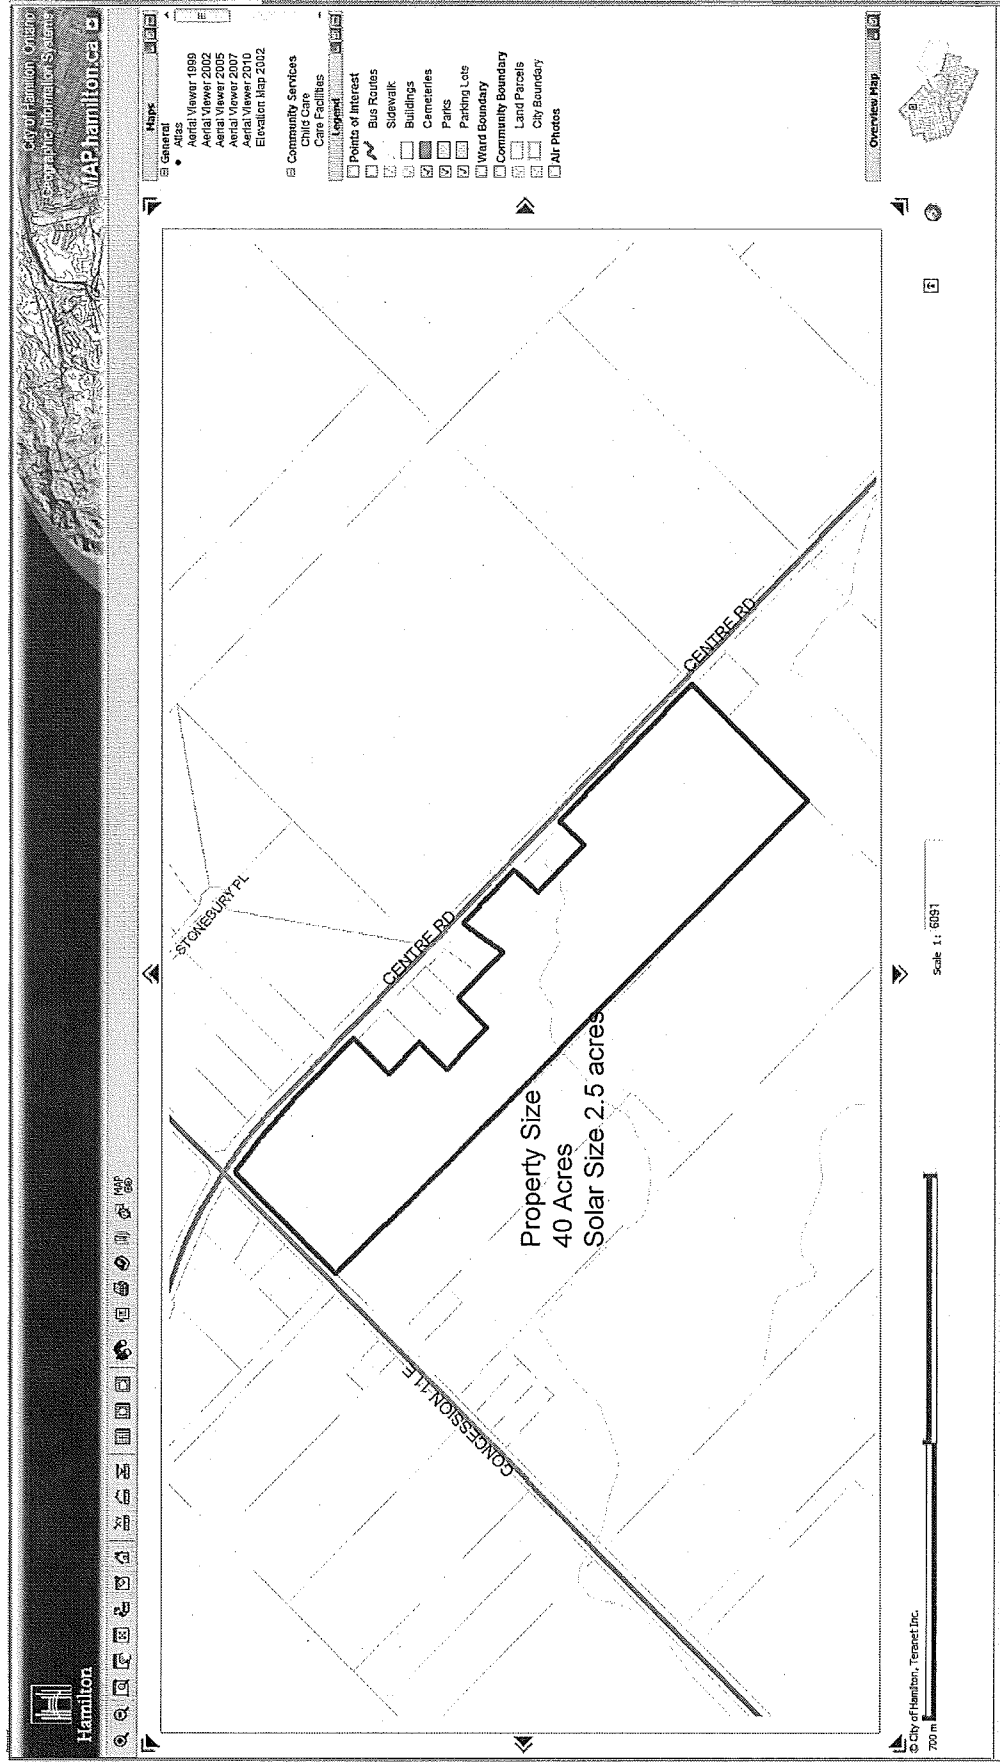 Hamilton
City of Hamilton, Ontario
Geographic Information Systems
MAP.hamilton.ca
MAP
Maps
General
Atlas
Aerial Viewer 1999
Aerial Viewer 2002
Aerial Viewer 2005
Aerial Viewer 2007
Aerial Viewer 2010
Elevation Map 2002
Community Services
Child Care
Care Facilities
Legend
Points of Interest
Bus Routes
Sidewalk
Buildings
Cemeteries
Parks
Parking Lots
Ward Boundary
Community Boundary
Land Parcels
City Boundary
Air Photos
Overview Map
STONEBURY PL
CENTRE RD
CENTRE RD
CONCESSION 11 E
Property Size
40 Acres
Solar Size 2.5 acres
© City of Hamilton, Teranet Inc.
700 m
Scale 1: 6091